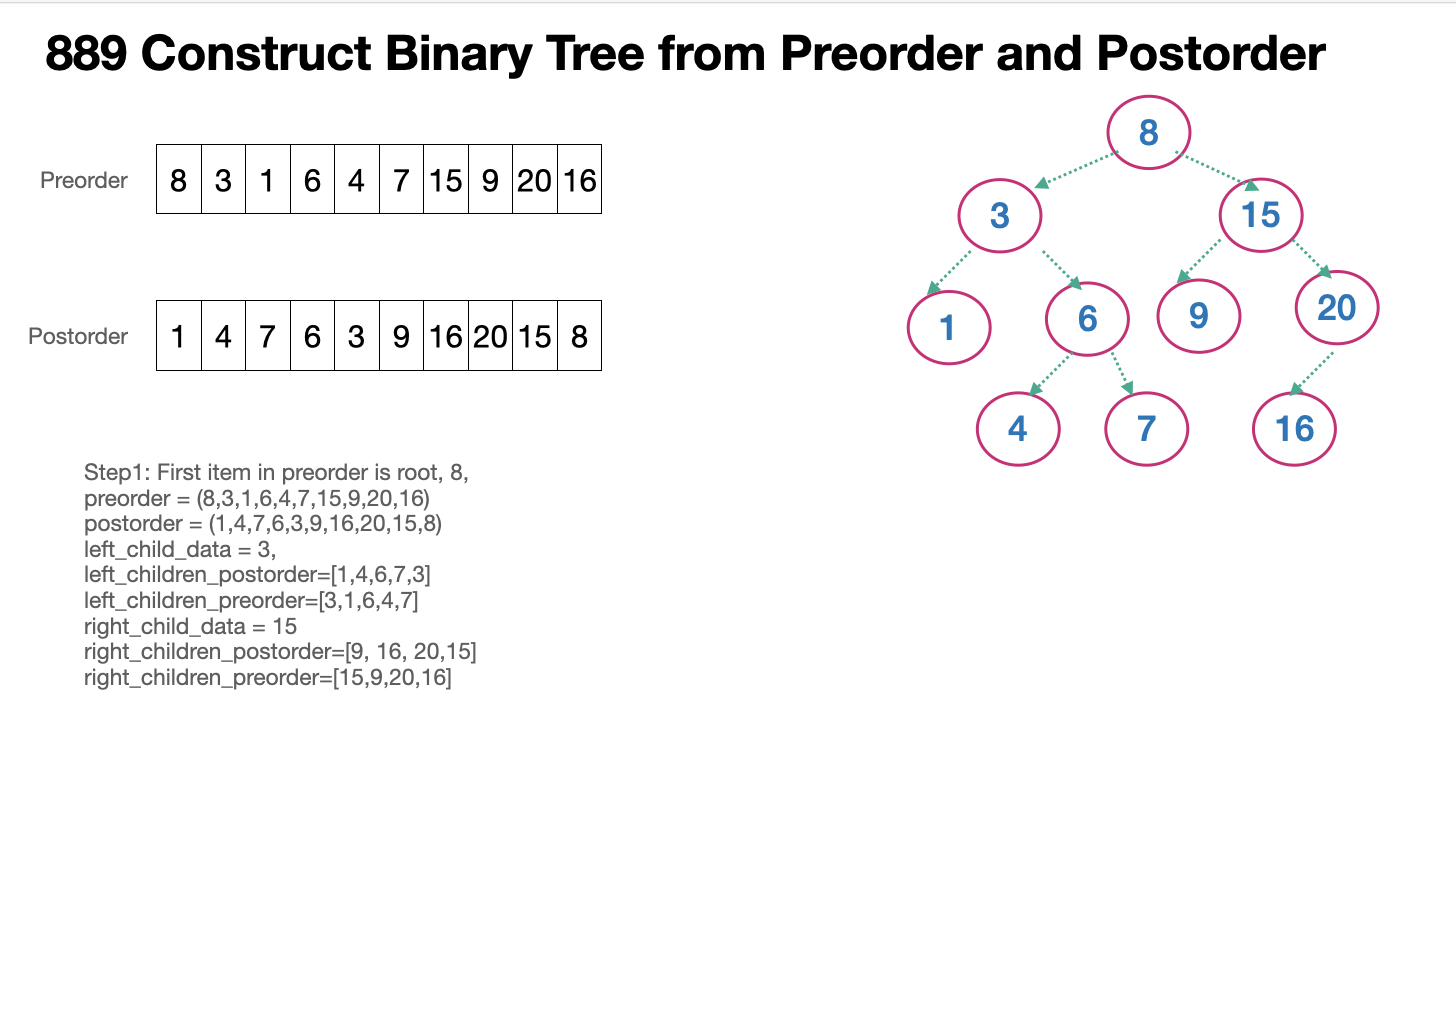 889 Construct Binary Tree from Preorder and Postorder
Preorder 8 3 1 6 4 7 15 9 20 16
Postorder 1 4 7 6 3 9 16 20 15 8
8
3 15
1 6 9 20
4 7 16
Step1: First item in preorder is root, 8,
preorder = (8,3,1,6,4,7,15,9,20,16)
postorder = (1,4,7,6,3,9,16,20,15,8)
left_child_data = 3,
left_children_postorder=[1,4,6,7,3]
left_children_preorder=[3,1,6,4,7]
right_child_data = 15
right_children_postorder=[9, 16, 20,15]
right_children_preorder=[15,9,20,16]